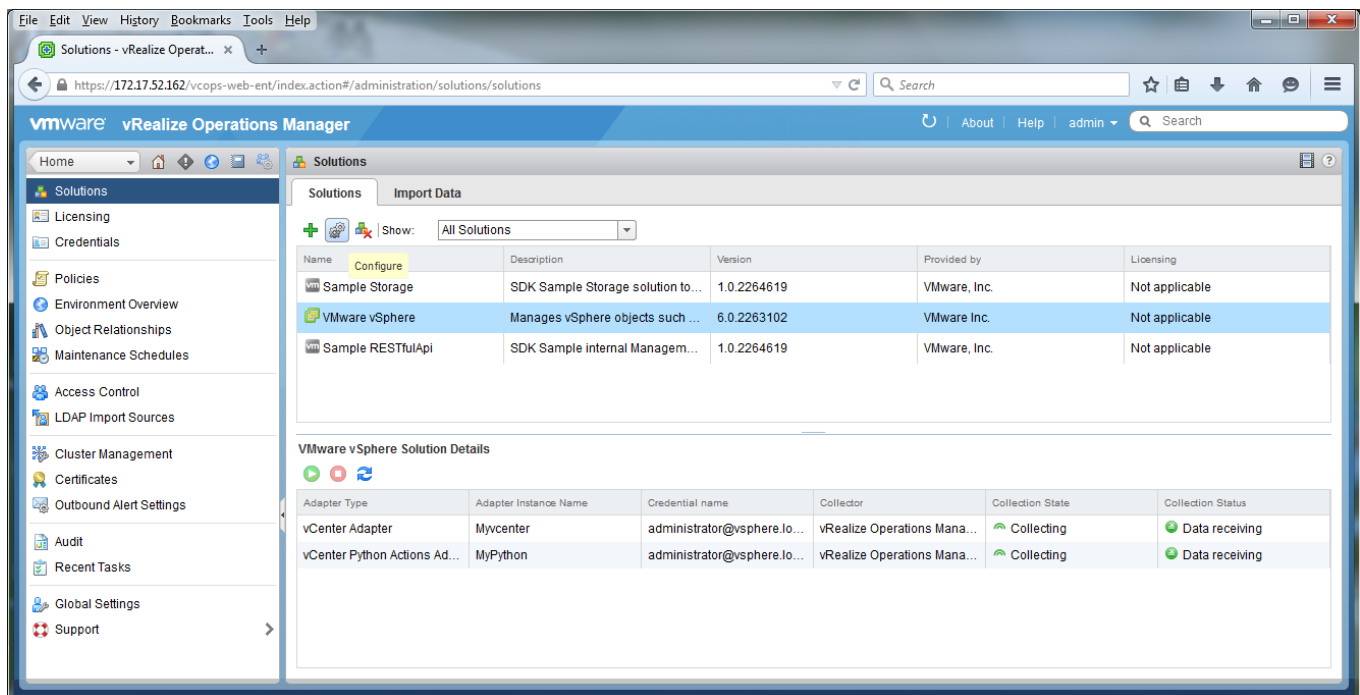 File Edit View History Bookmarks Tools Help
Solutions - vRealize Operat... × +
https://172.17.52.162/vcops-web-ent/index.action#/administration/solutions/solutions Search
vmware vRealize Operations Manager About Help admin Search
Home Solutions
Solutions
Licensing
Credentials
Policies
Environment Overview
Object Relationships
Maintenance Schedules
Access Control
LDAP Import Sources
Cluster Management
Certificates
Outbound Alert Settings
Audit
Recent Tasks
Global Settings
Support
Solutions Import Data
Show: All Solutions
Name Description Version Provided by Licensing
Configure
vm Sample Storage SDK Sample Storage solution to... 1.0.2264619 VMware, Inc. Not applicable
VMware vSphere Manages vSphere objects such ... 6.0.2263102 VMware Inc. Not applicable
vm Sample RESTfulApi SDK Sample internal Managem... 1.0.2264619 VMware, Inc. Not applicable
VMware vSphere Solution Details
Adapter Type Adapter Instance Name Credential name Collector Collection State Collection Status
vCenter Adapter Myvcenter administrator@vsphere.lo... vRealize Operations Mana... Collecting Data receiving
vCenter Python Actions Ad... MyPython administrator@vsphere.lo... vRealize Operations Mana... Collecting Data receiving